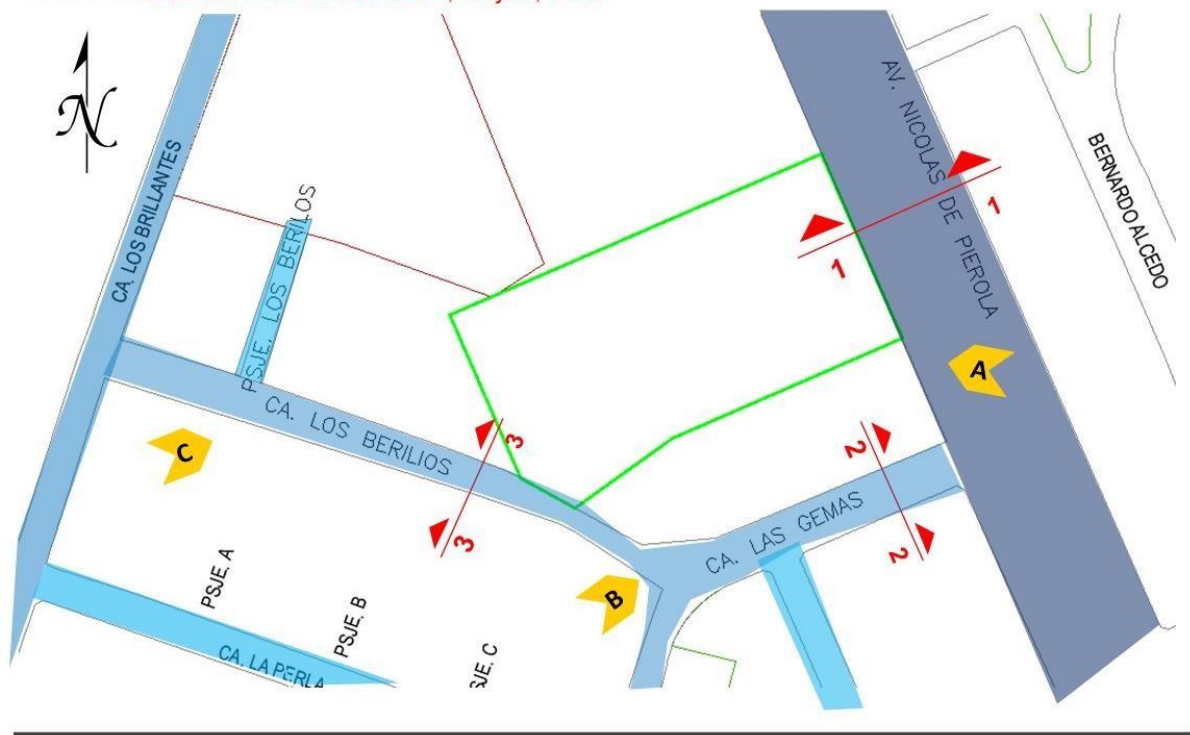 N
CA. LOS BRILLANTES
PSJE. LOS BERILOS
AV. NICOLAS DE PIEROLA
BERNARDO ALCEDO
1
1
A
CA. LOS BERILIOS
C
3
3
2
2
CA. LAS GEMAS
B
PSJE. A
PSJE. B
CA. LA PERLA
SJE. C